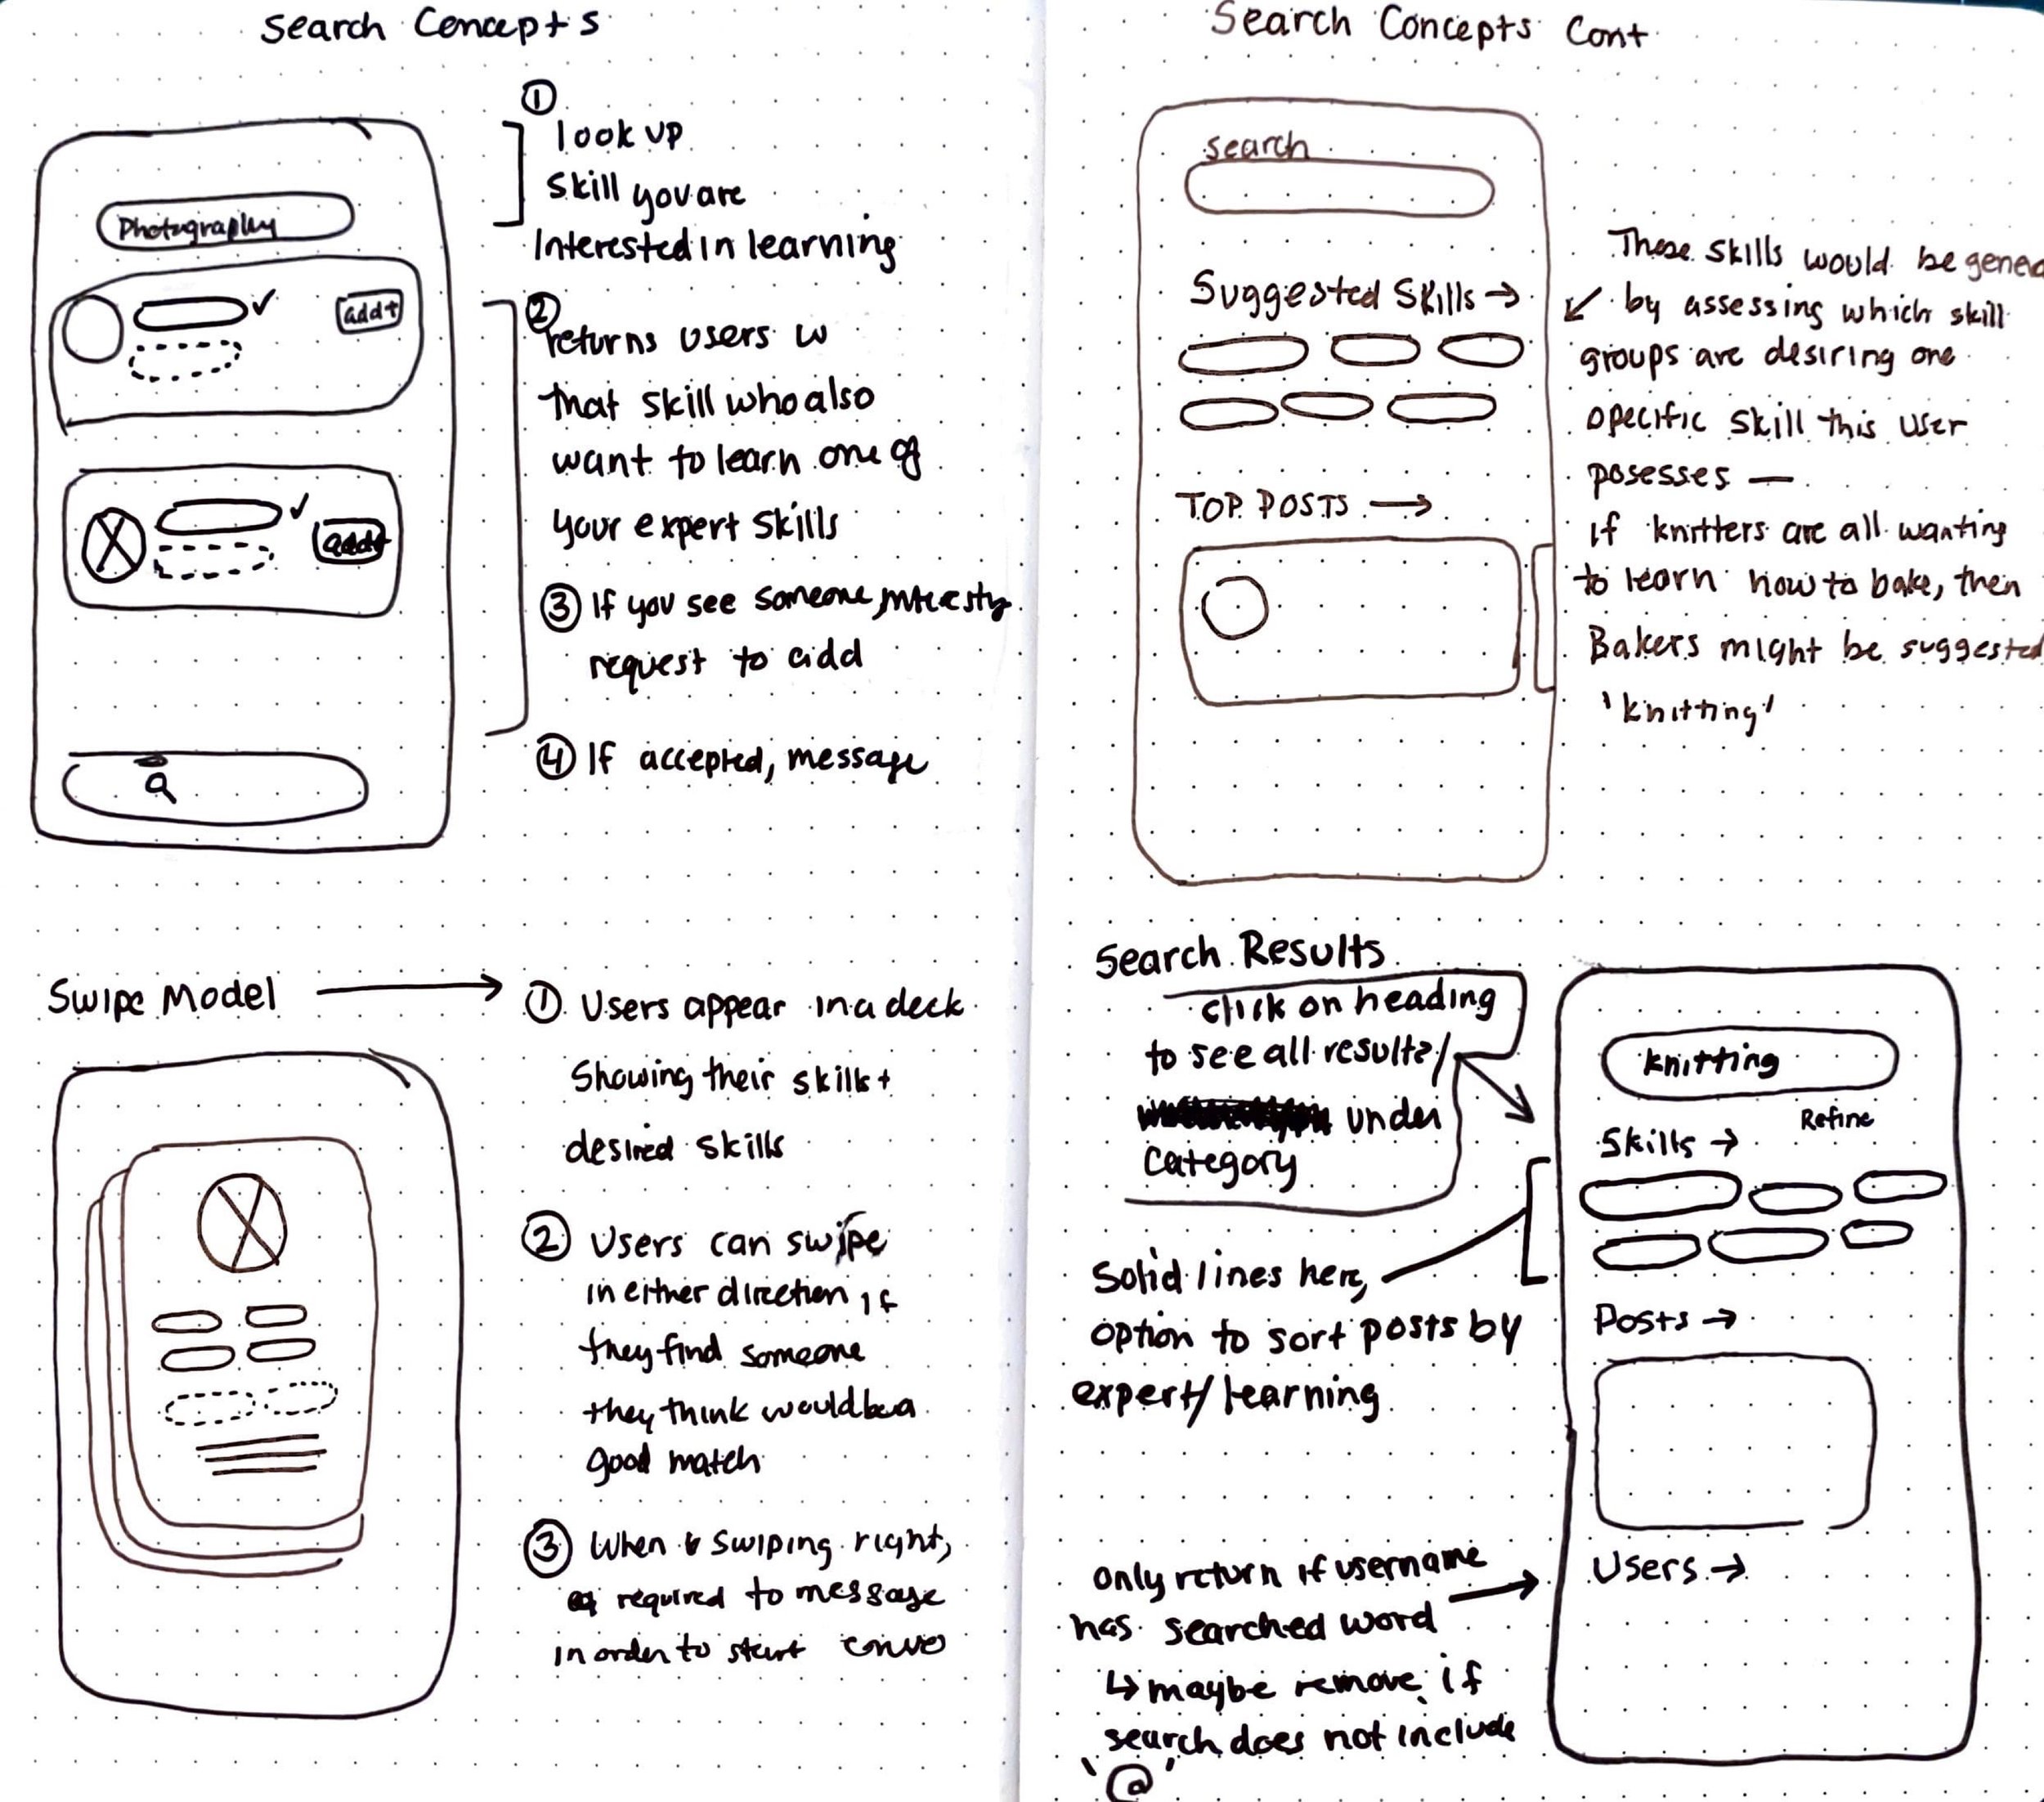 Search Concepts
Photography
add+
add+
①
look up
skill you are
Interested in learning
②
returns users w
that skill who also
want to learn one of
your expert skills
③ If you see someone
request to add
④ If accepted, message
Swipe Model
① Users appear in a deck
Showing their skills +
desired skills
② Users can swipe
in either direction if
they find someone
they think would be a
good match
③ When swiping right,
required to message
in order to start convo
Search Concepts Cont
search
Suggested Skills →
TOP POSTS →
These skills would be gene
↙ by assessing which skill
groups are desiring one
specific skill this user
posesses —
if knitters are all wanting
to learn how to bake, then
Bakers might be suggested
'knitting'
Search Results
click on heading
to see all results/
under
category
Solid lines here,
option to sort posts by
expert/learning
only return if username
has searched word
↳ maybe remove if
search does not include
'@'
knitting
Refine
Skills →
Posts →
Users →